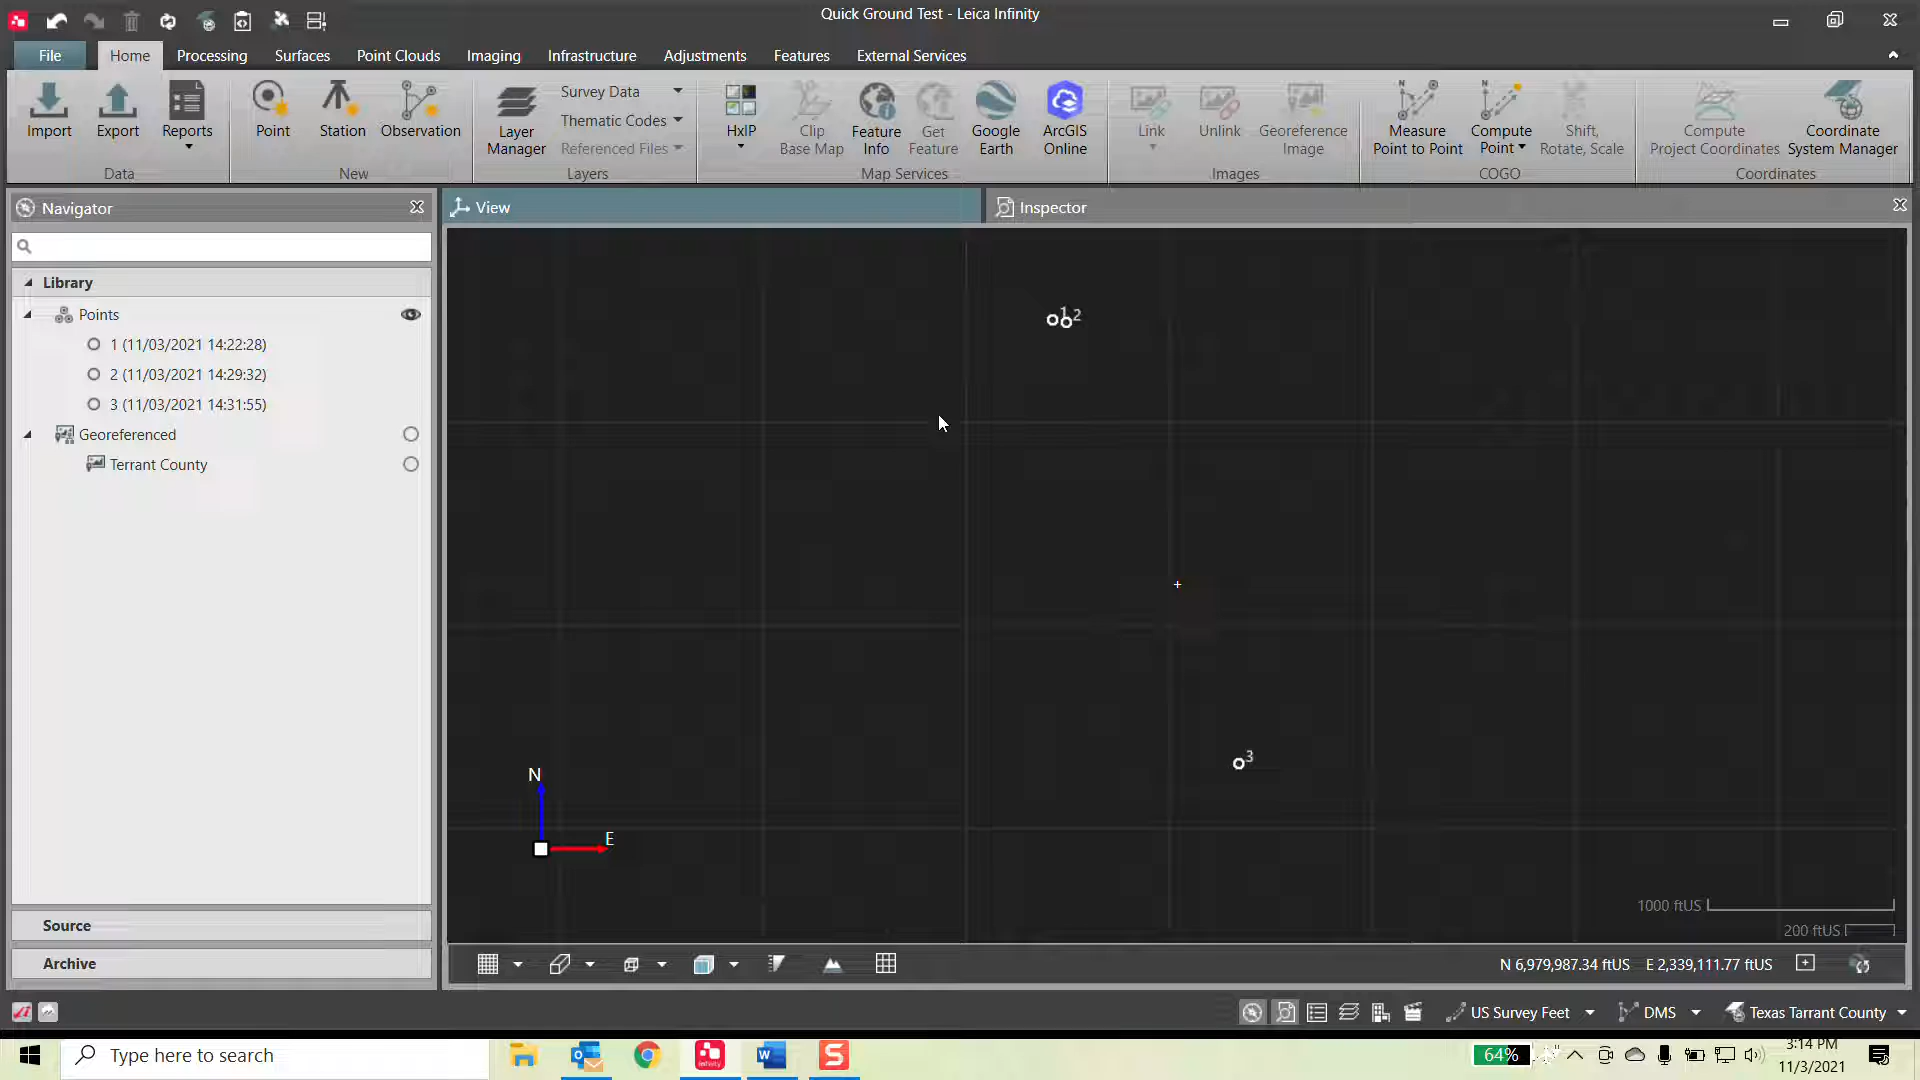 Quick Ground Test - Leica Infinity
File Home Processing Surfaces Point Clouds Imaging Infrastructure Adjustments Features External Services
Import Export Reports
Data
Point Station Observation
New
Layer Manager
Survey Data
Thematic Codes
Referenced Files
Layers
HxIP
Clip Base Map
Feature Info
Get Feature
Google Earth
ArcGIS Online
Map Services
Link Unlink
Georeference Image
Images
Measure Point to Point
Compute Point
Shift, Rotate, Scale
COGO
Compute Project Coordinates
Coordinate System Manager
Coordinates
Navigator
View
Inspector
Library
Points
1 (11/03/2021 14:22:28)
2 (11/03/2021 14:29:32)
3 (11/03/2021 14:31:55)
Georeferenced
Terrant County
1 2
3
N
E
1000 ftUS
200 ftUS
Source
Archive
N 6,979,987.34 ftUS E 2,339,111.77 ftUS
US Survey Feet DMS Texas Tarrant County
Type here to search
64%
3:14 PM
11/3/2021